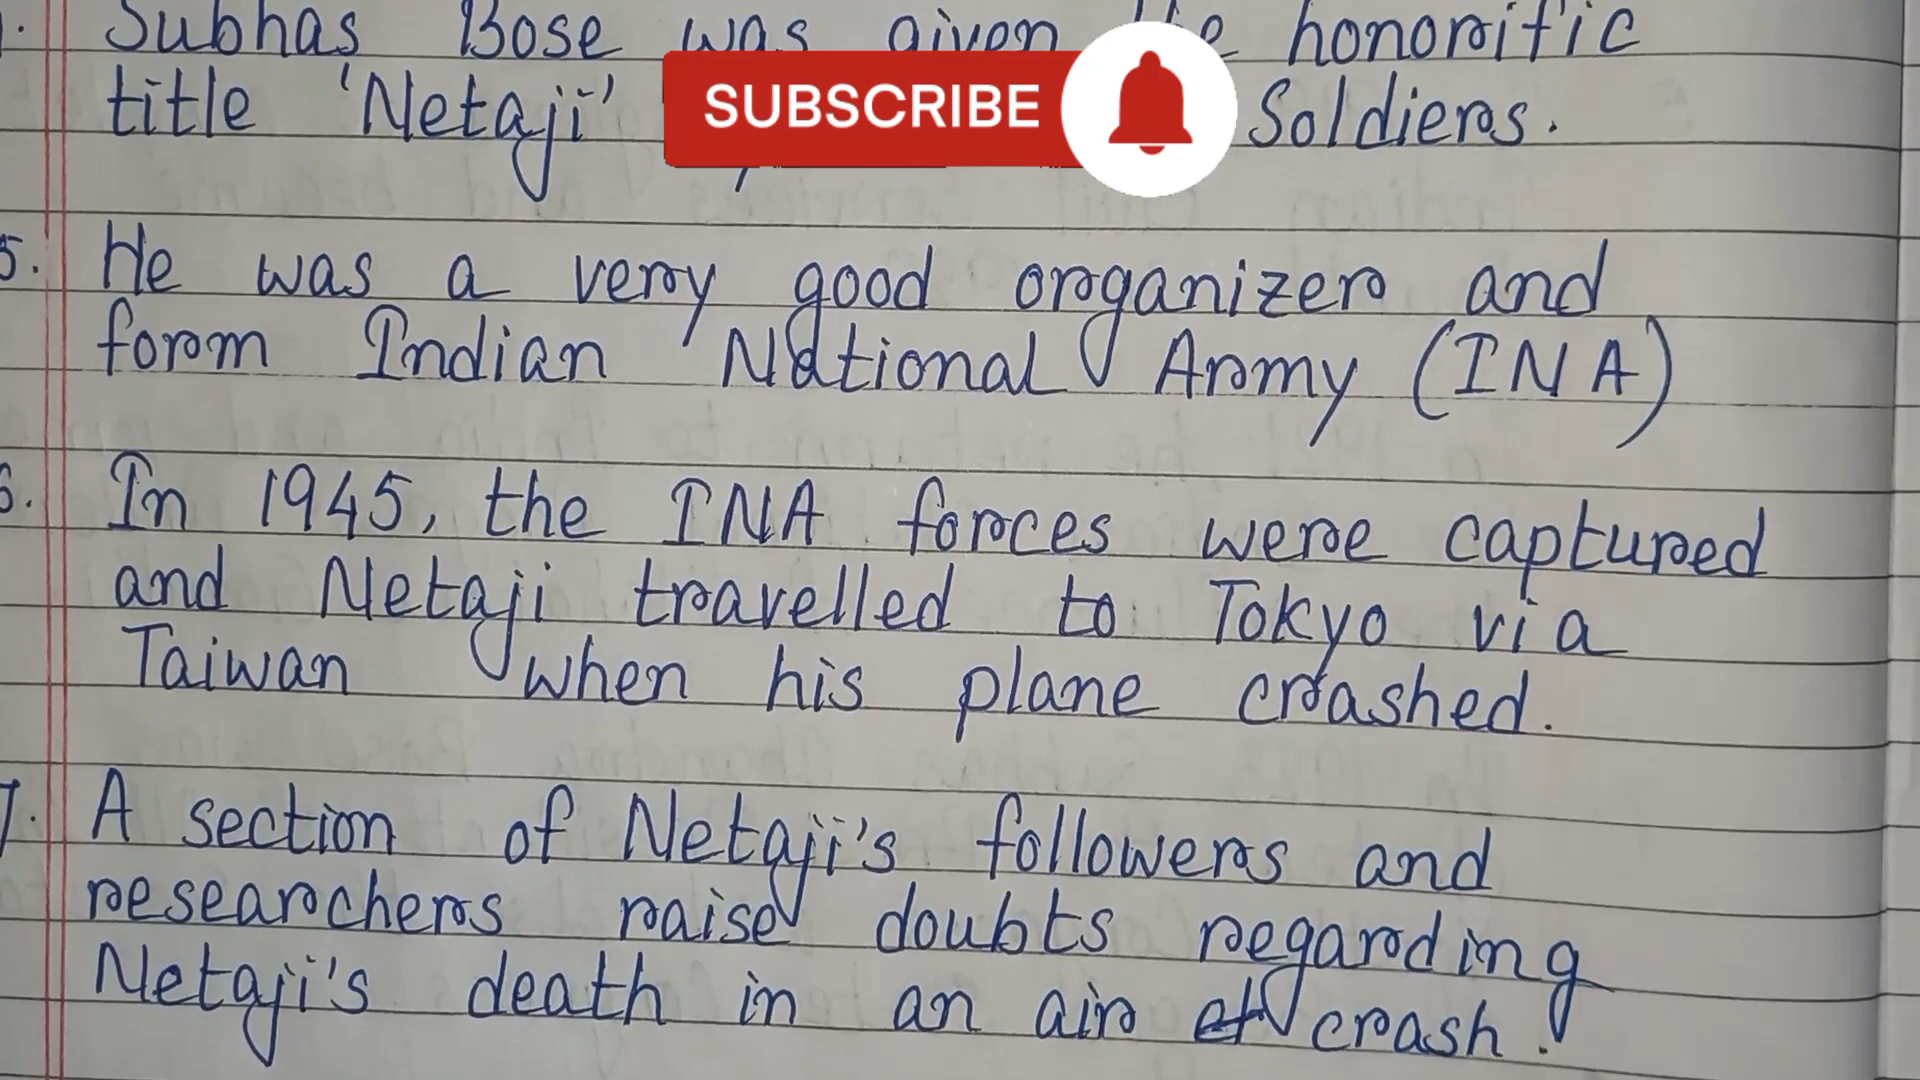 Subhas Bose was given honorific
title 'Netaji' Soldiers.
SUBSCRIBE
5. He was a very good organizer and
form Indian National Army (INA)
6. In 1945, the INA forces were captured
and Netaji travelled to Tokyo via
Taiwan when his plane crashed.
7. A section of Netaji's followers and
researchers raise doubts regarding
Netaji's death in an air crash.